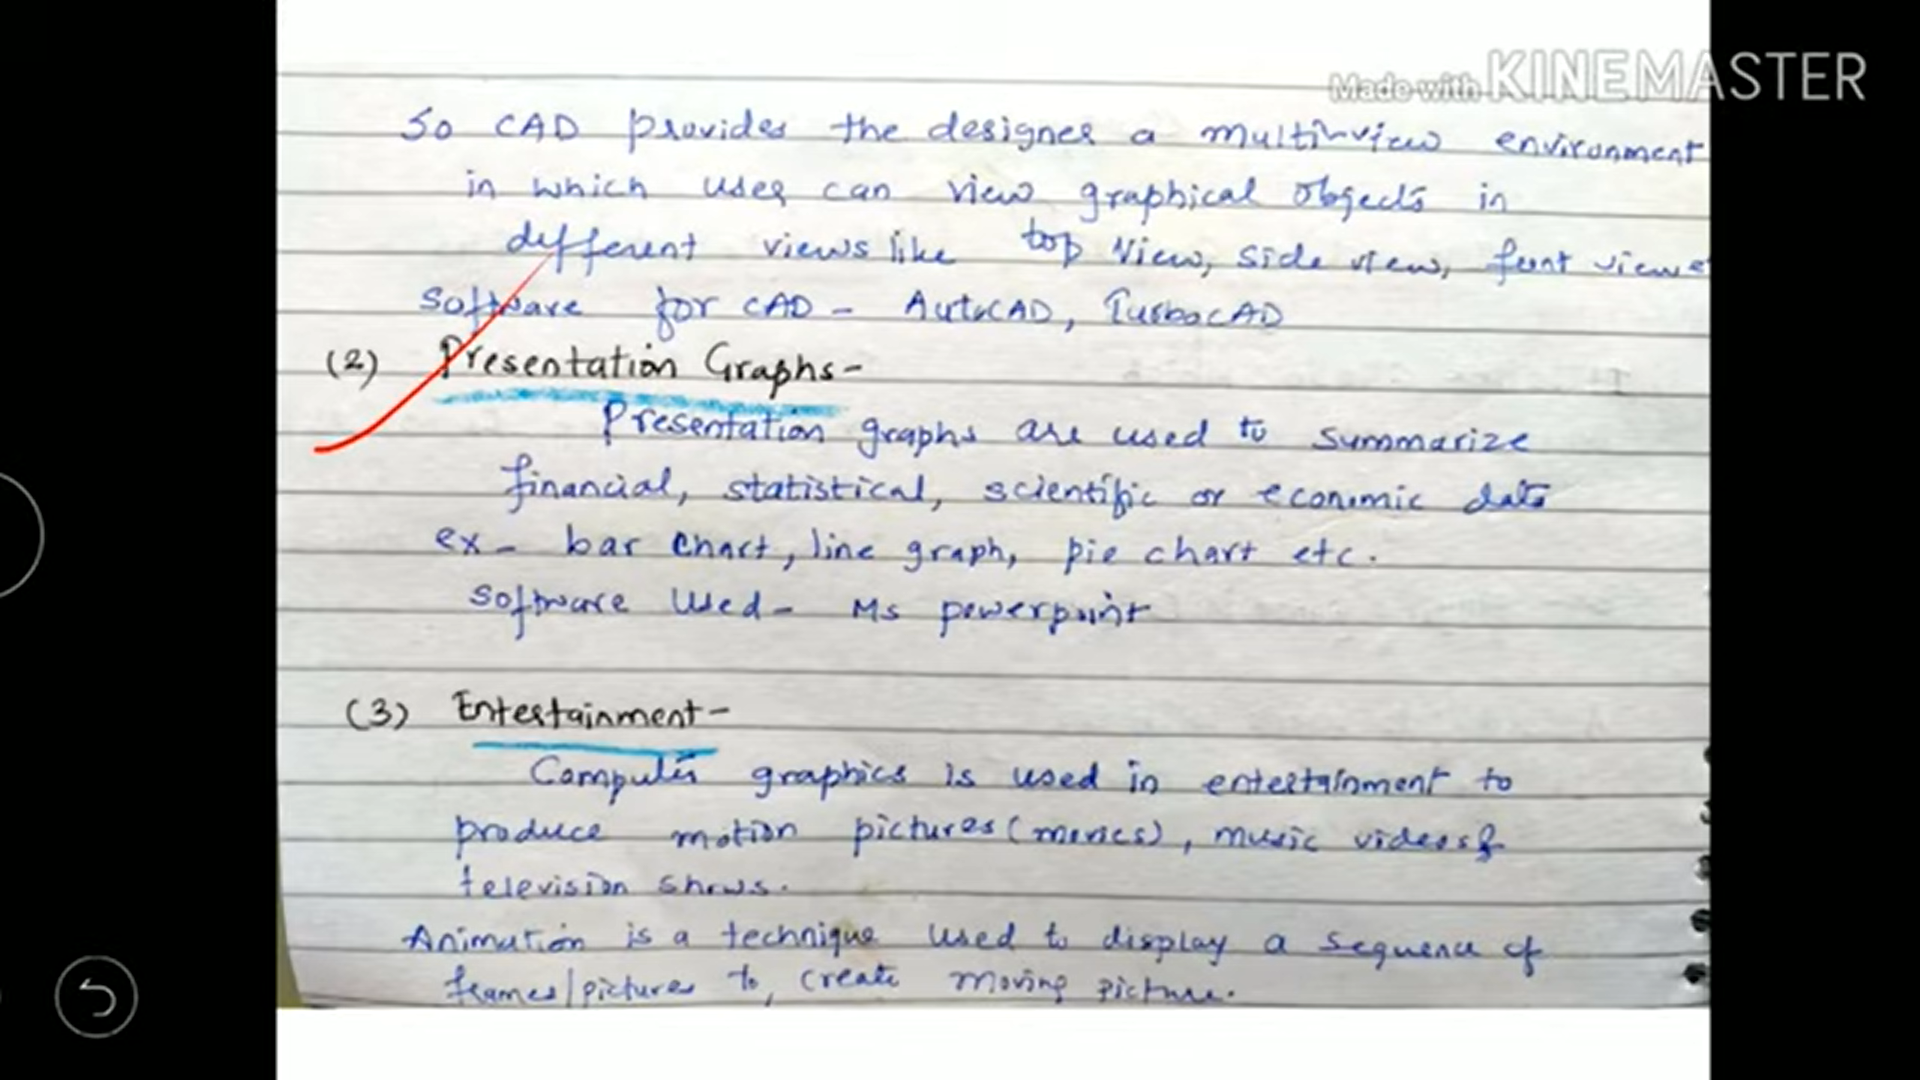 Made with KINEMASTER
So CAD provides the designer a multi-view environment
in which user can view graphical objects in
different views like top view, side view, front view
Software for CAD - AutoCAD, TurboCAD
(2) Presentation Graphs-
Presentation graphs are used to summarize
financial, statistical, scientific or economic data
ex- bar chart, line graph, pie chart etc.
Software Used- Ms powerpoint
(3) Entertainment-
Computer graphics is used in entertainment to
produce motion pictures (movies), music videos &
television shows.
Animation is a technique used to display a sequence of
frames/pictures to create moving picture.